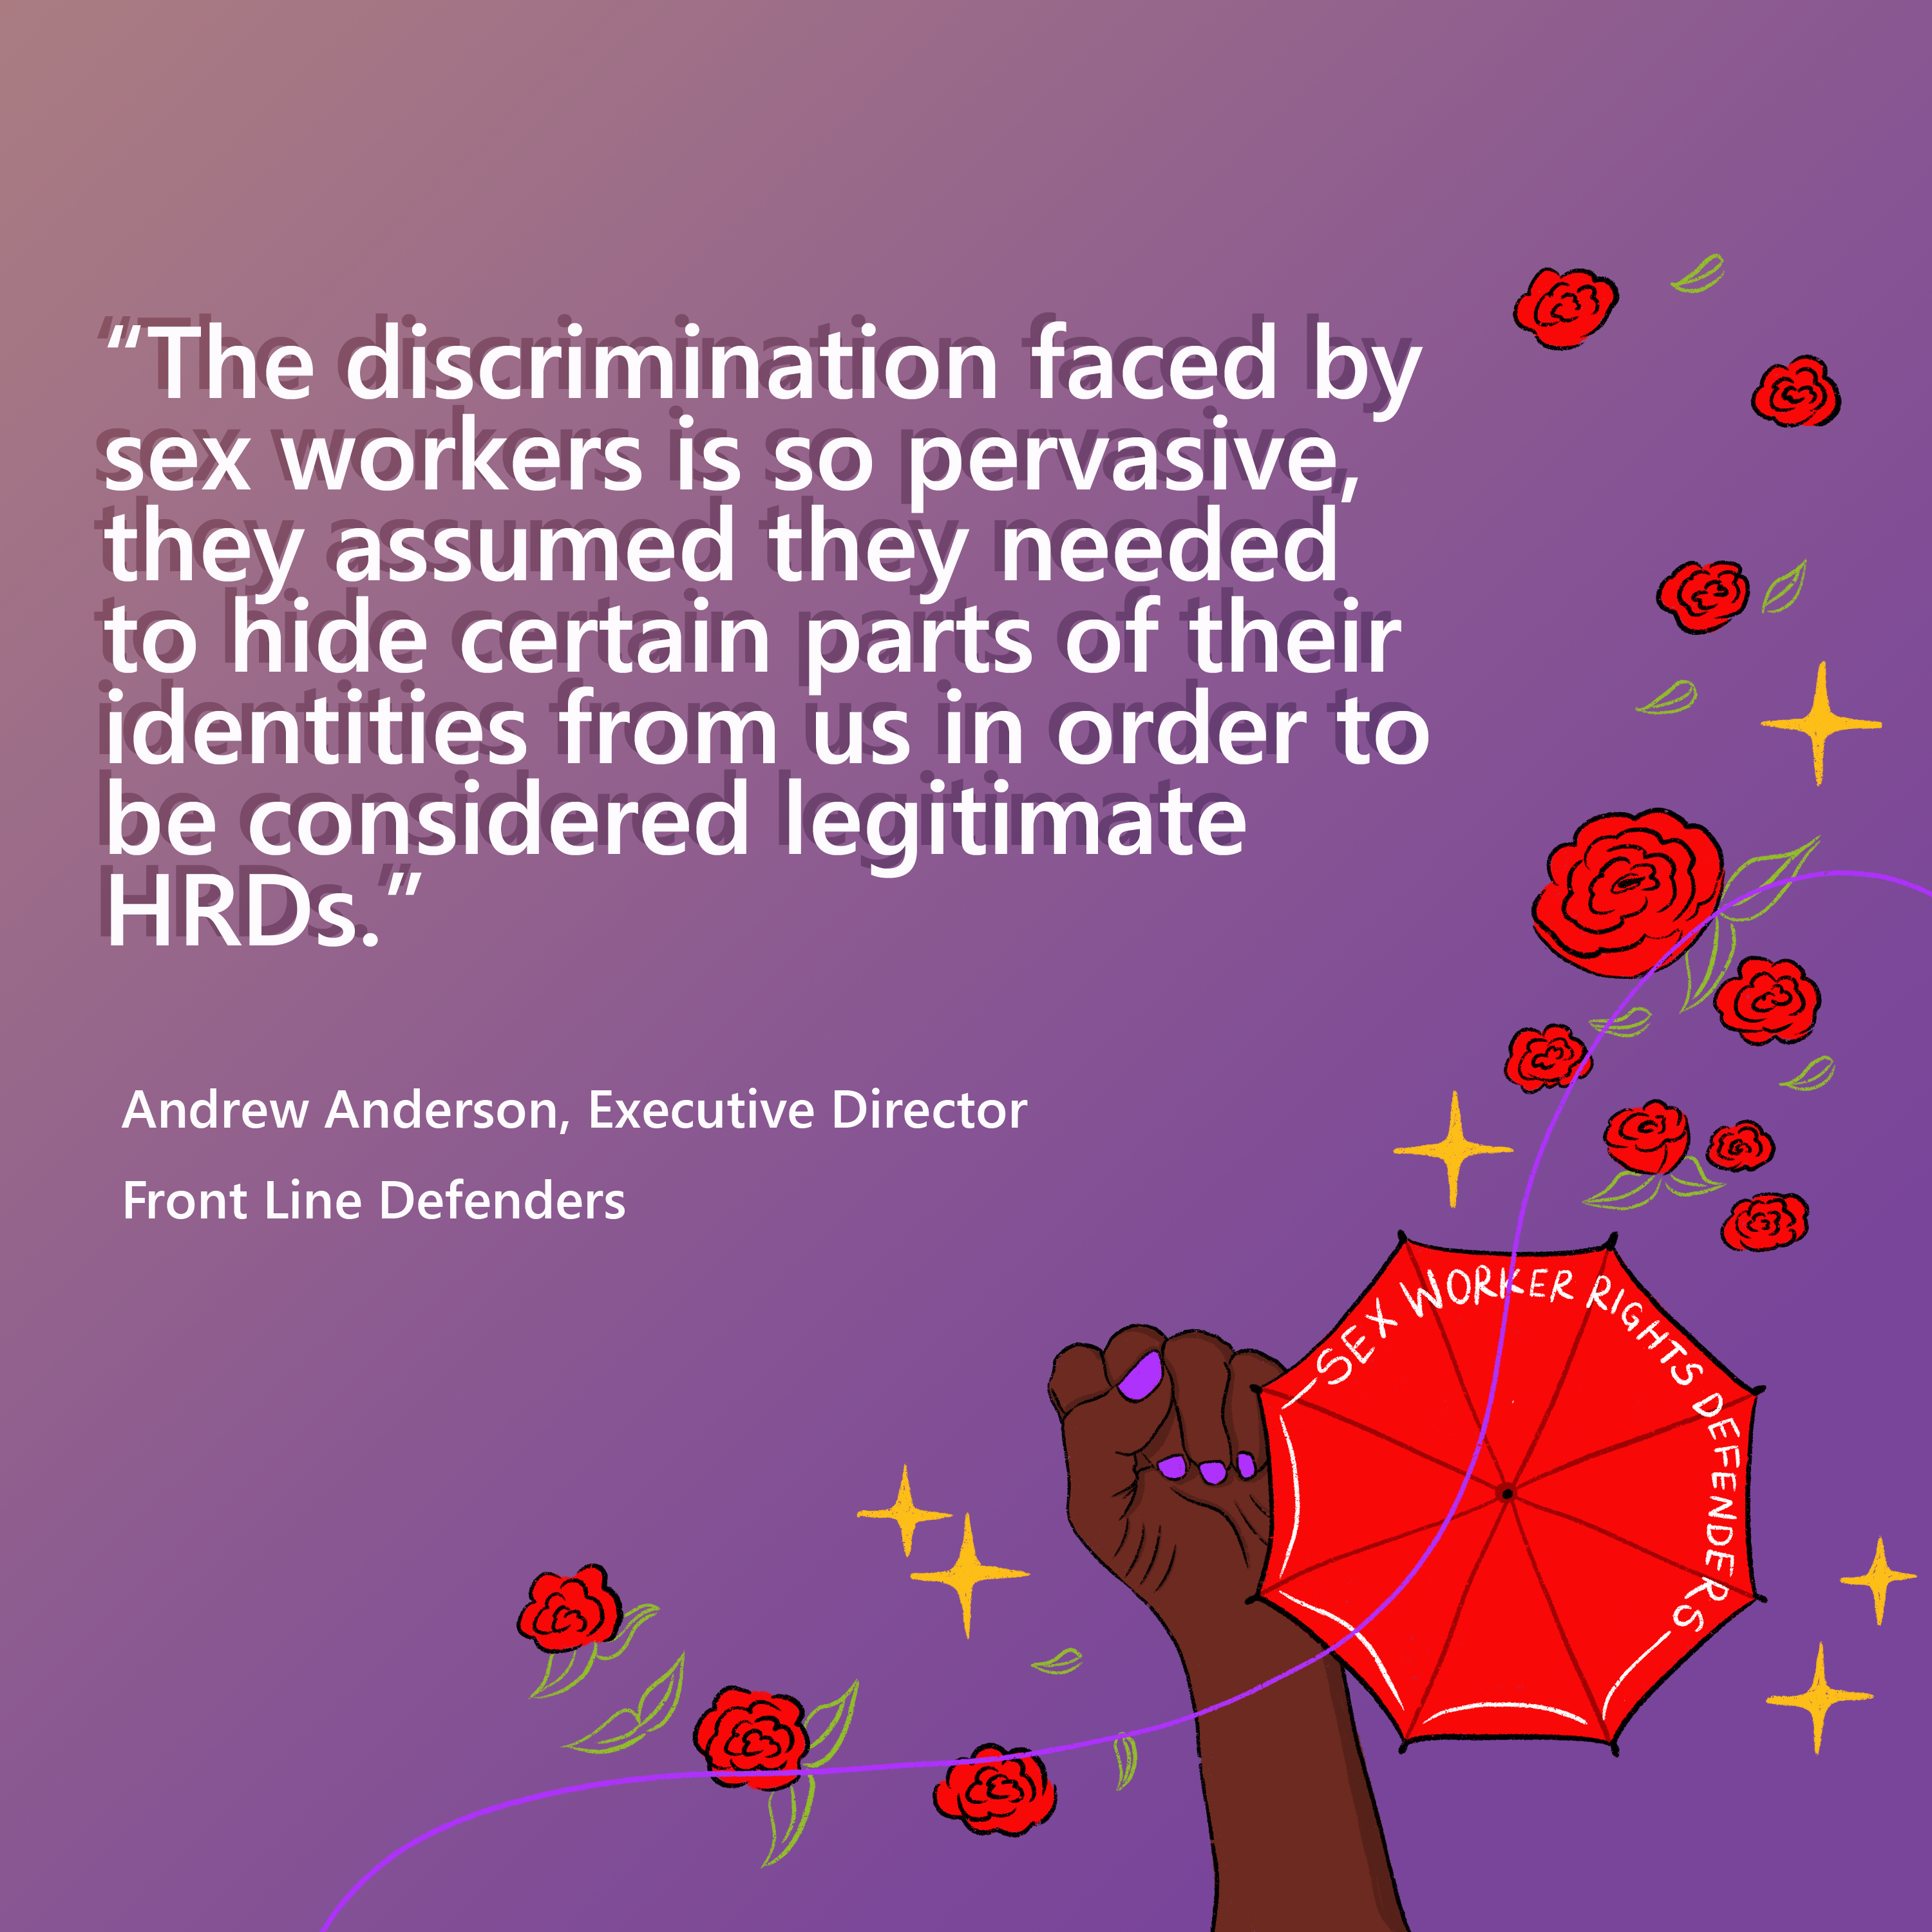 “The discrimination faced by
sex workers is so pervasive,
they assumed they needed
to hide certain parts of their
identities from us in order to
be considered legitimate
HRDs.”
Andrew Anderson, Executive Director
Front Line Defenders
SEX WORKER RIGHTS DEFENDERS